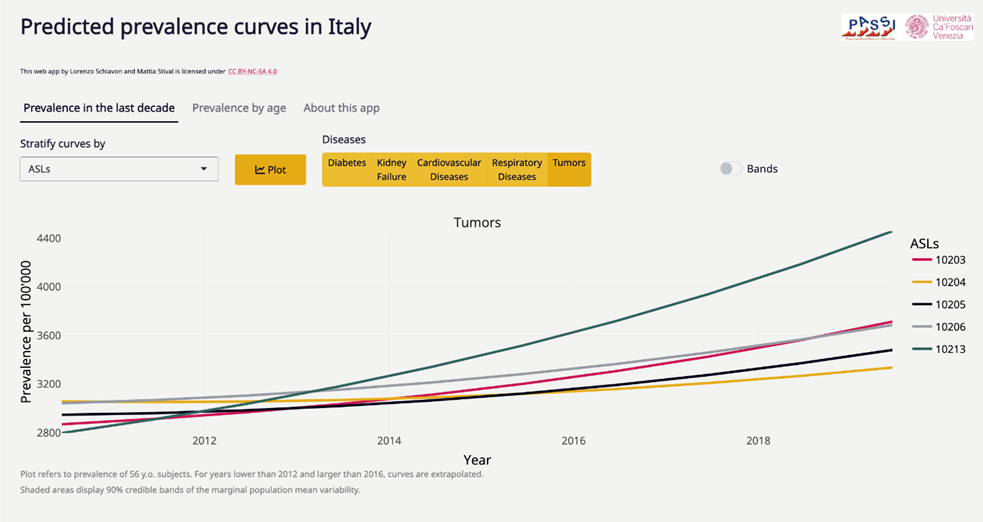 Predicted prevalence curves in Italy
PASSI
Università
Ca'Foscari
Venezia
This web app by Lorenzo Schiavon and Mattia Stival is licensed under CC BY-NC-SA 4.0
Prevalence in the last decade Prevalence by age About this app
Stratify curves by
ASLs
Plot
Diseases
Diabetes
Kidney
Failure
Cardiovascular
Diseases
Respiratory
Diseases
Tumors
Bands
Tumors
Prevalence per 100'000
4400
4000
3600
3200
2800
2012 2014 2016 2018
Year
ASLs
10203
10204
10205
10206
10213
Plot refers to prevalence of 56 y.o. subjects. For years lower than 2012 and larger than 2016, curves are extrapolated.
Shaded areas display 90% credible bands of the marginal population mean variability.